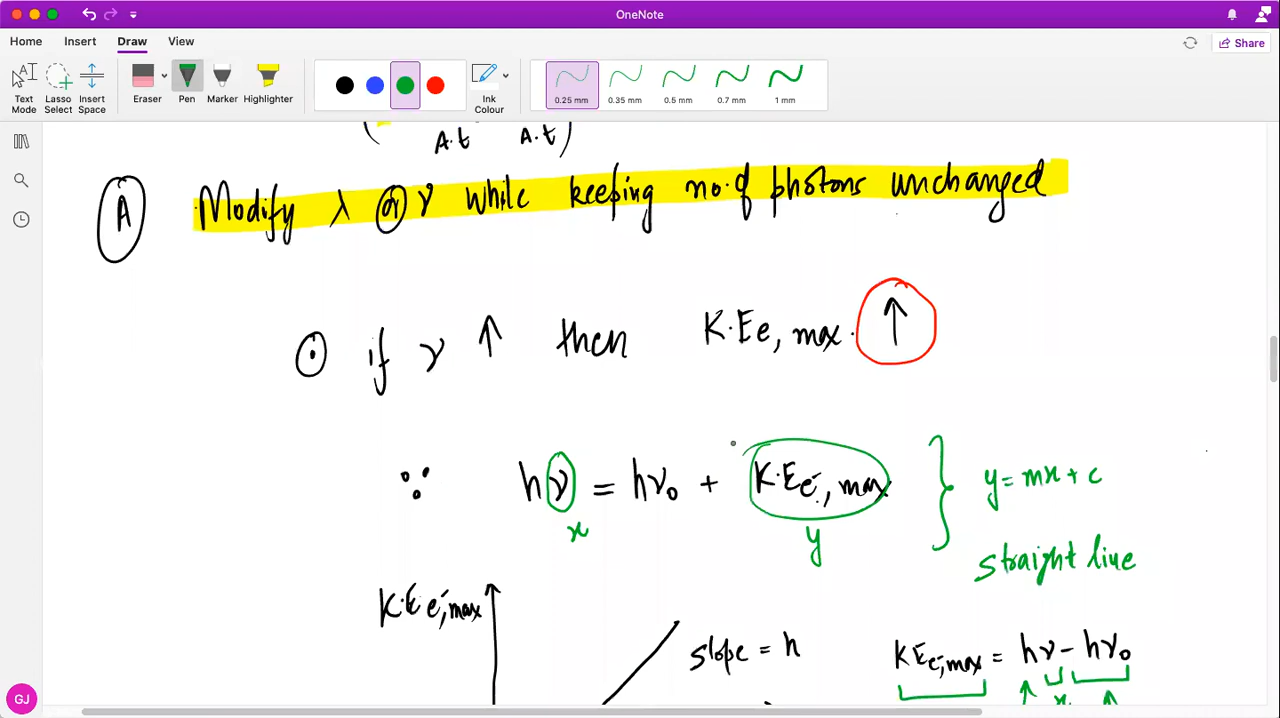 OneNote
Home Insert Draw View
Share
Text Mode
Lasso Select
Insert Space
Eraser
Pen
Marker
Highlighter
Ink Colour
0.25 mm
0.35 mm
0.5 mm
0.7 mm
1 mm
A.t A.t
A Modify λ or ν while keeping no. of photons unchanged
if ν ↑ then K.Ee, max. ↑
∵ hν = hν₀ + K.Ee⁻, max } y = mx + c
x y straight line
K.E e⁻, max
slope = h
KEe⁻, max = hν - hν₀
x
GJ